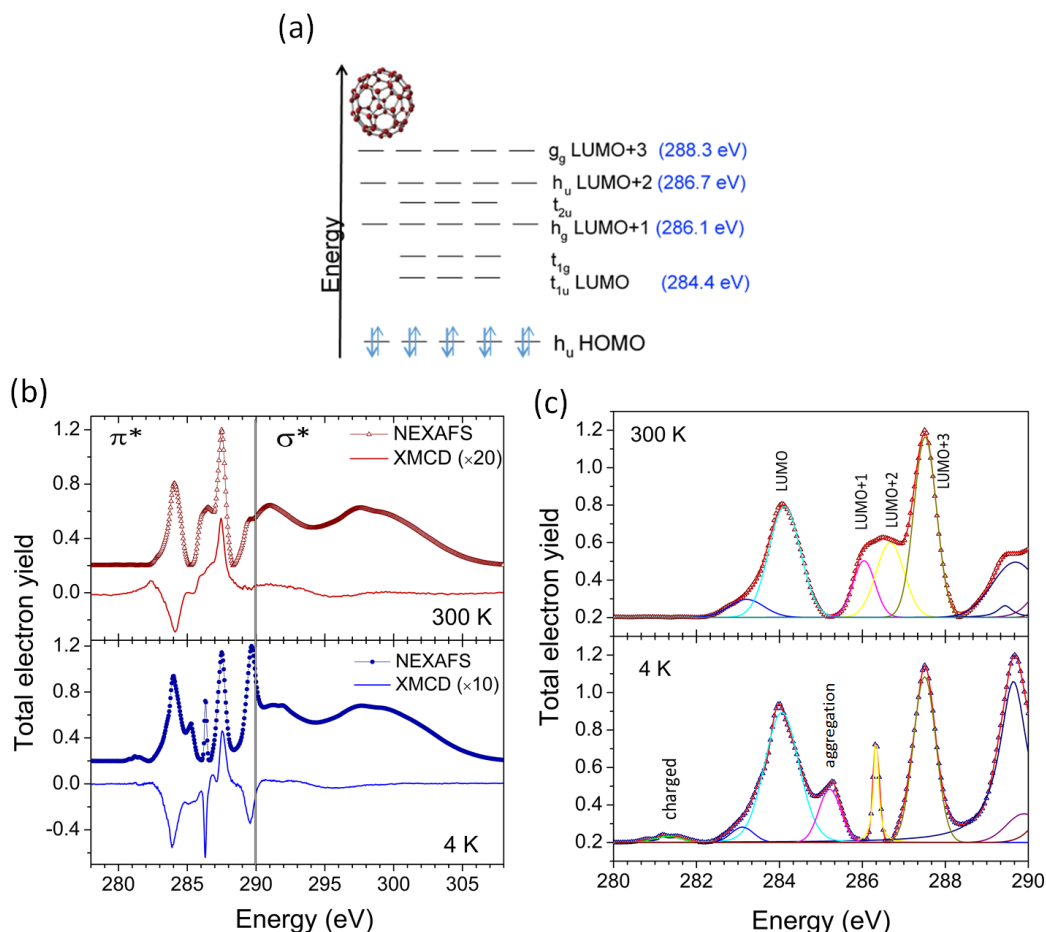 (a)
Energy
g_g LUMO+3 (288.3 eV)
h_u LUMO+2 (286.7 eV)
t_2u
h_g LUMO+1 (286.1 eV)
t_1g
t_1u LUMO (284.4 eV)
h_u HOMO
(b)
π* σ*
NEXAFS
XMCD (×20)
300 K
NEXAFS
XMCD (×10)
4 K
1.2
0.8
0.4
0.0
1.2
0.8
0.4
0.0
-0.4
Total electron yield
280 285 290 295 300 305
Energy (eV)
(c)
300 K
LUMO
LUMO+1
LUMO+2
LUMO+3
1.2
1.0
0.8
0.6
0.4
0.2
4 K
charged
aggregation
1.2
1.0
0.8
0.6
0.4
0.2
Total electron yield
280 282 284 286 288 290
Energy (eV)